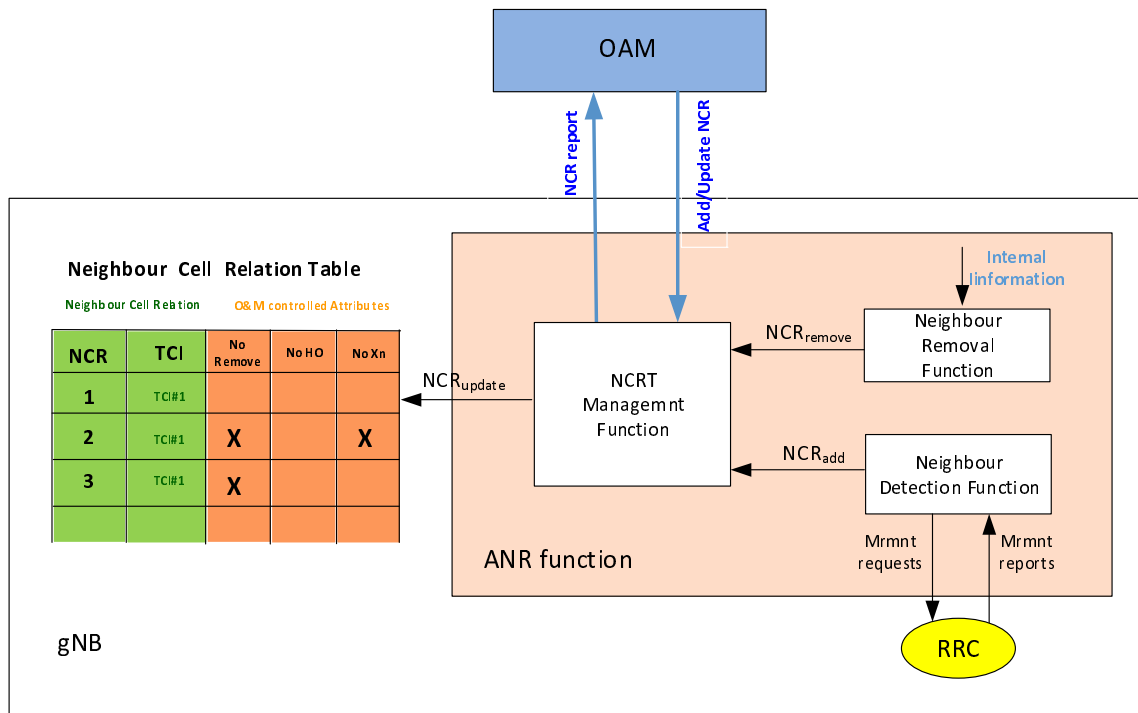 OAM
NCR report
Add/Update NCR
Neighbour Cell Relation Table
Neighbour Cell Relation
O&M controlled Attributes
NCR TCI No Remove No HO No Xn
1 TCI#1
2 TCI#1 X X
3 TCI#1 X
NCRupdate
NCRT
Managemnt
Function
NCRremove
NCRadd
Internal
Iinformation
Neighbour
Removal
Function
Neighbour
Detection Function
Mrmnt
requests
Mrmnt
reports
ANR function
RRC
gNB